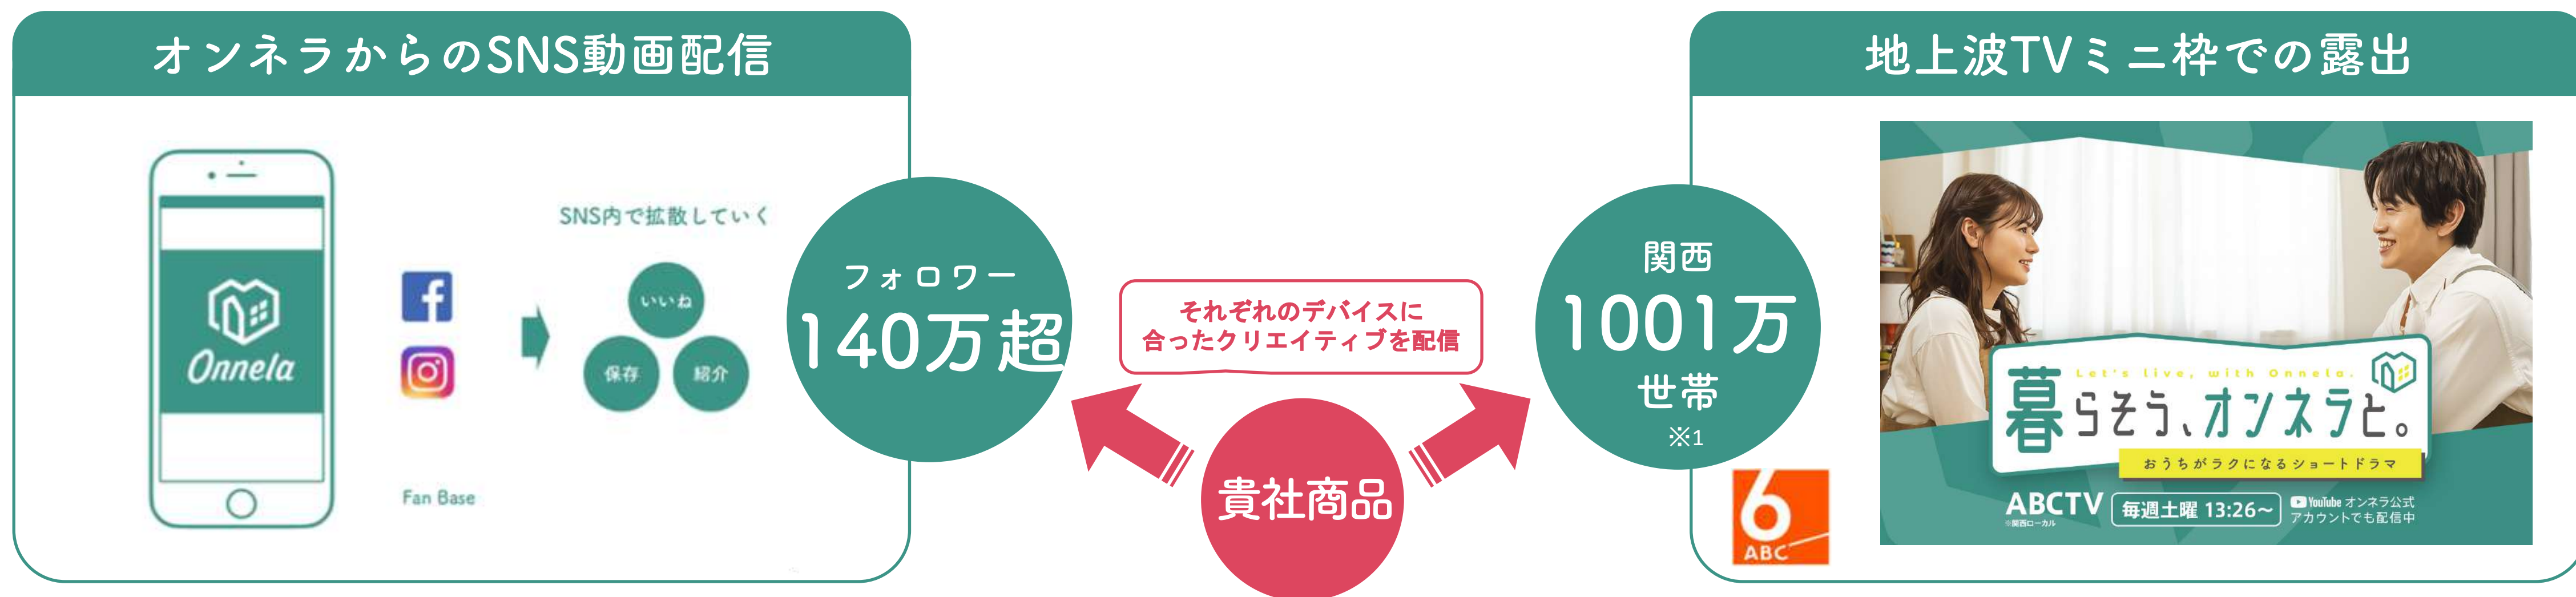 オンネラからのSNS動画配信
Onnela
Fan Base
SNS内で拡散していく
いいね
保存
紹介
フォロワー
140万超
それぞれのデバイスに
合ったクリエイティブを配信
貴社商品
地上波TVミニ枠での露出
関西
1001万
世帯
※1
6
ABC
Let's live, with Onnela.
暮らそう、オンネラと。
おうちがラクになるショートドラマ
ABCTV
※関西ローカル
毎週土曜 13:26～
YouTube オンネラ公式
アカウントでも配信中